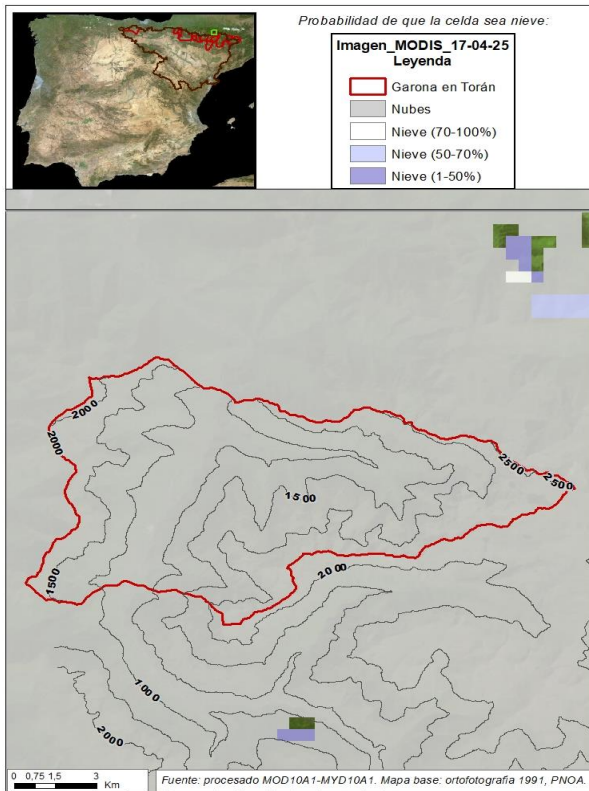 Probabilidad de que la celda sea nieve:
Imagen_MODIS_17-04-25
Leyenda
Garona en Torán
Nubes
Nieve (70-100%)
Nieve (50-70%)
Nieve (1-50%)
2000
2000
2500
2500
1500
1500
2000
1000
2000
0 0,75 1,5 3
Km
Fuente: procesado MOD10A1-MYD10A1. Mapa base: ortofotografia 1991, PNOA.